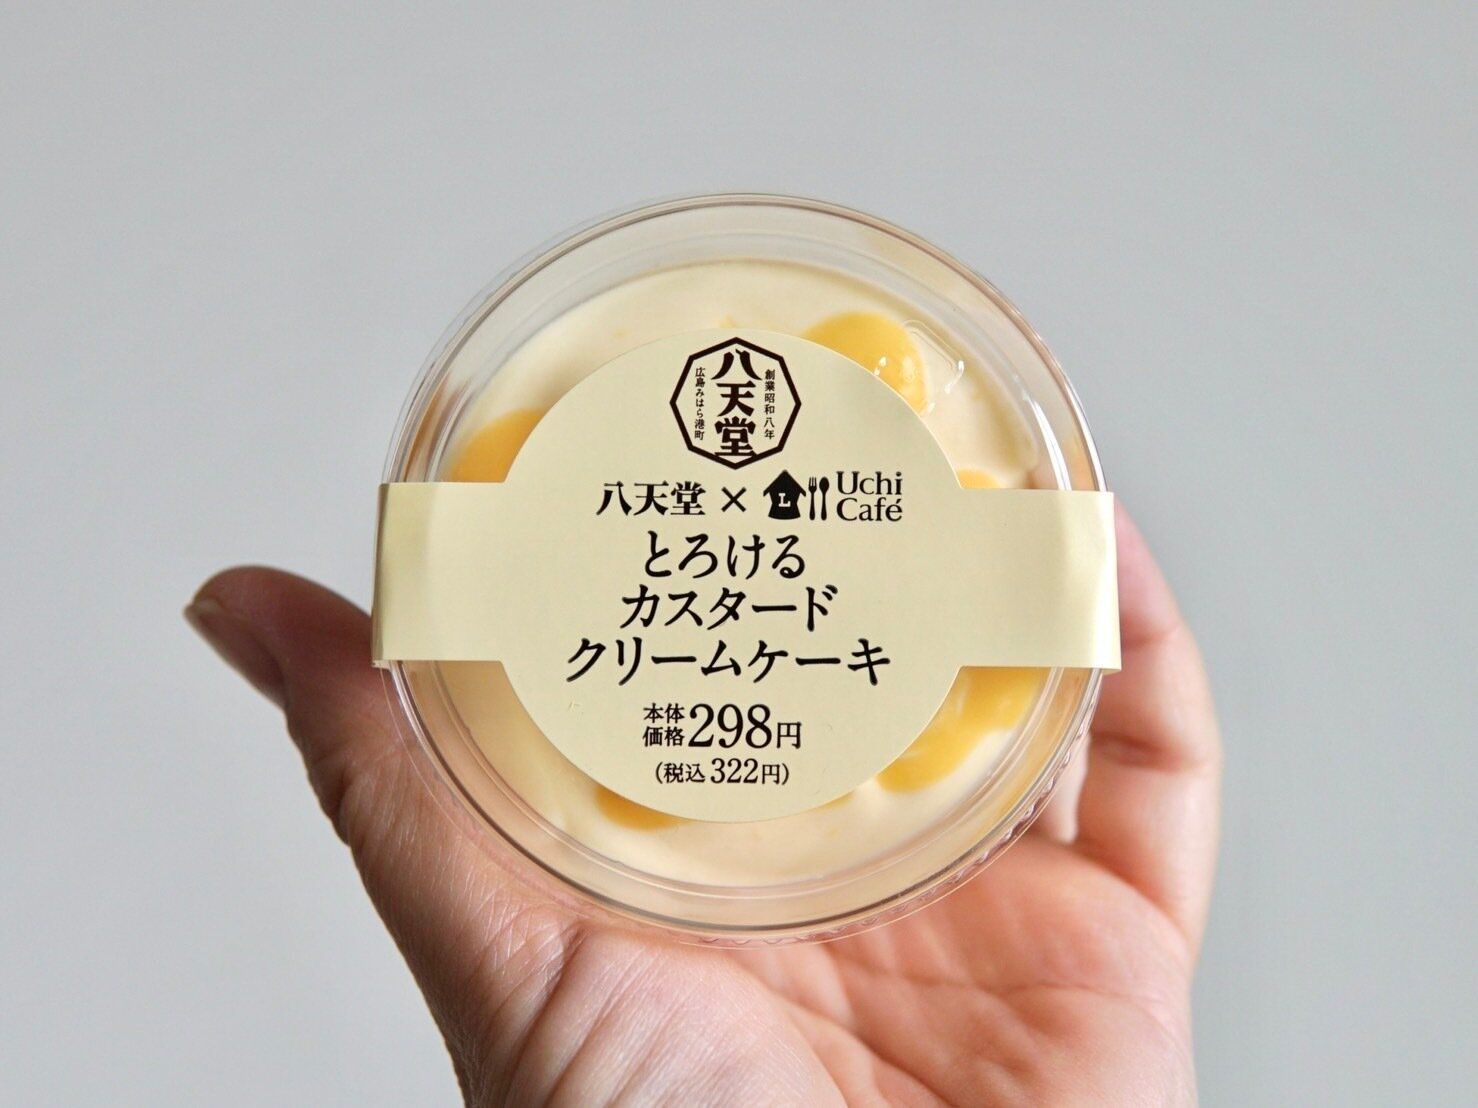 創業昭和八年
八天堂
広島みはら港町
八天堂 × L Uchi Café
とろける
カスタード
クリームケーキ
本体価格298円
(税込322円)